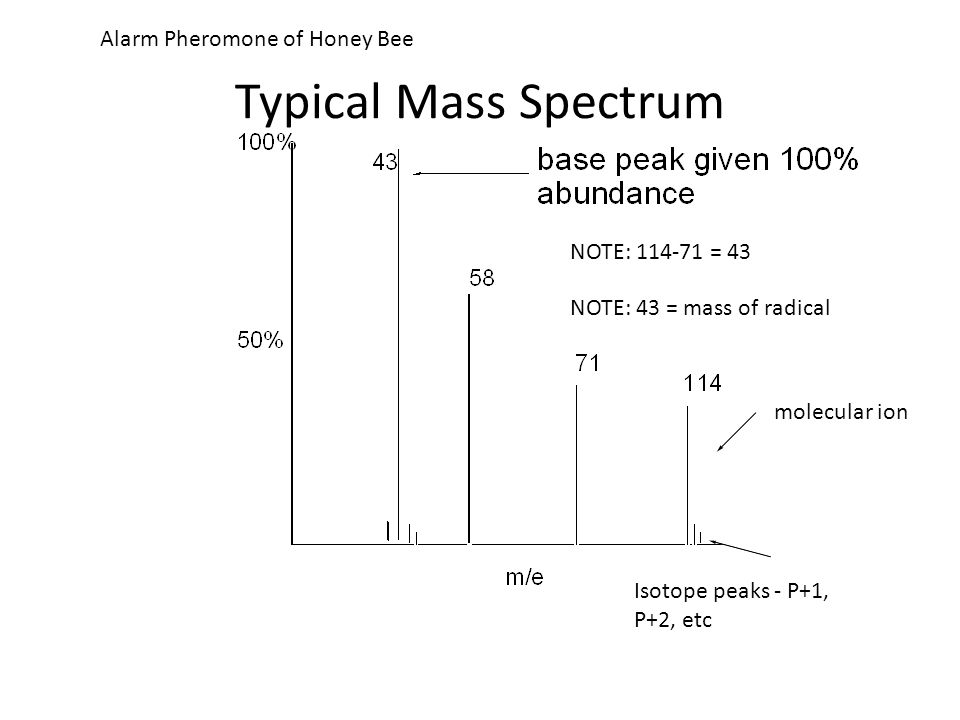 Alarm Pheromone of Honey Bee
Typical Mass Spectrum
100%
43
base peak given 100%
abundance
NOTE: 114-71 = 43
58
NOTE: 43 = mass of radical
50%
71
114
molecular ion
m/e
Isotope peaks - P+1,
P+2, etc